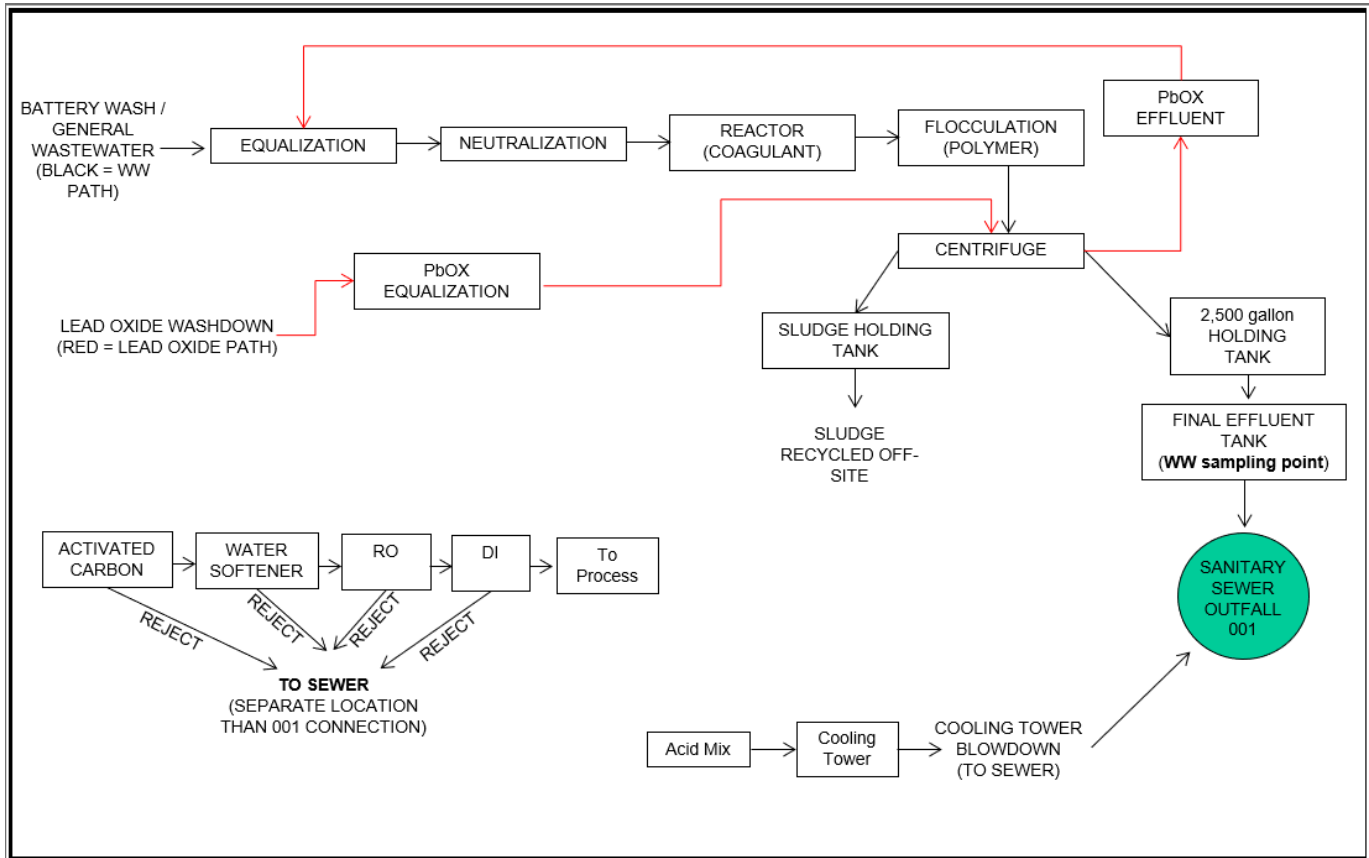 BATTERY WASH /
GENERAL
WASTEWATER
(BLACK = WW
PATH)
EQUALIZATION
NEUTRALIZATION
REACTOR
(COAGULANT)
FLOCCULATION
(POLYMER)
PbOX
EFFLUENT
CENTRIFUGE
PbOX
EQUALIZATION
LEAD OXIDE WASHDOWN
(RED = LEAD OXIDE PATH)
SLUDGE HOLDING
TANK
2,500 gallon
HOLDING
TANK
SLUDGE
RECYCLED OFF-
SITE
FINAL EFFLUENT
TANK
(WW sampling point)
ACTIVATED
CARBON
WATER
SOFTENER
RO
DI
To
Process
REJECT
REJECT
REJECT
REJECT
TO SEWER
(SEPARATE LOCATION
THAN 001 CONNECTION)
SANITARY
SEWER
OUTFALL
001
Acid Mix
Cooling
Tower
COOLING TOWER
BLOWDOWN
(TO SEWER)